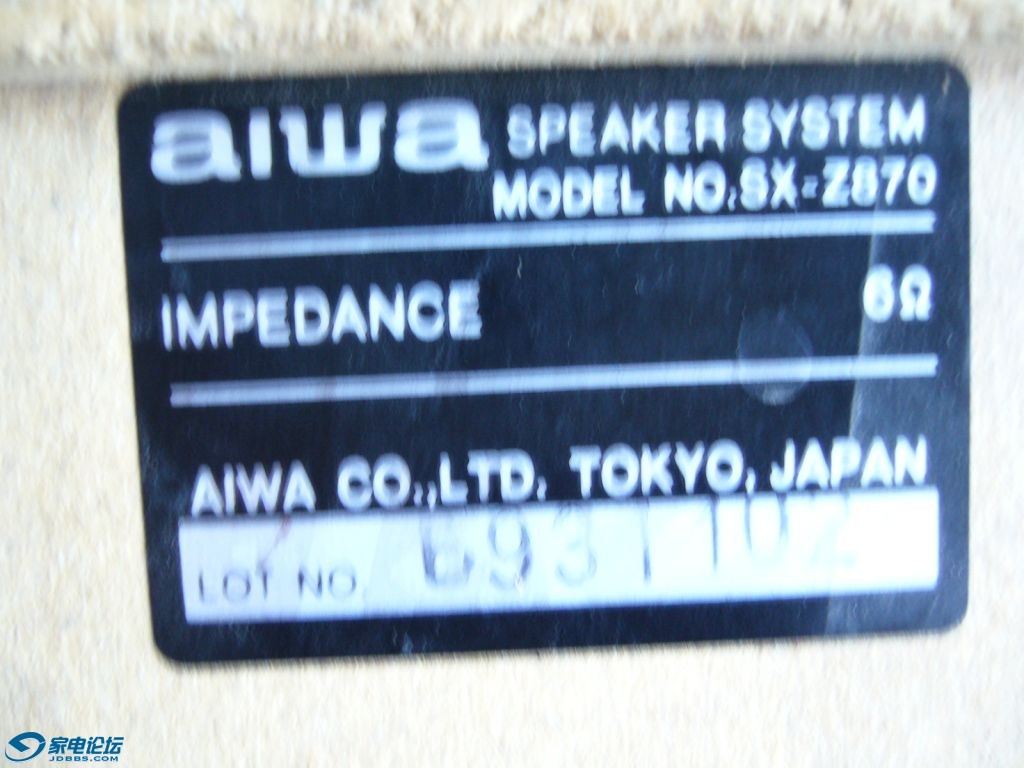 aiwa SPEAKER SYSTEM
MODEL NO. SX-Z870
IMPEDANCE 6Ω
AIWA CO.,LTD. TOKYO, JAPAN
LOT NO. B931102
家电论坛
JDBBS.COM